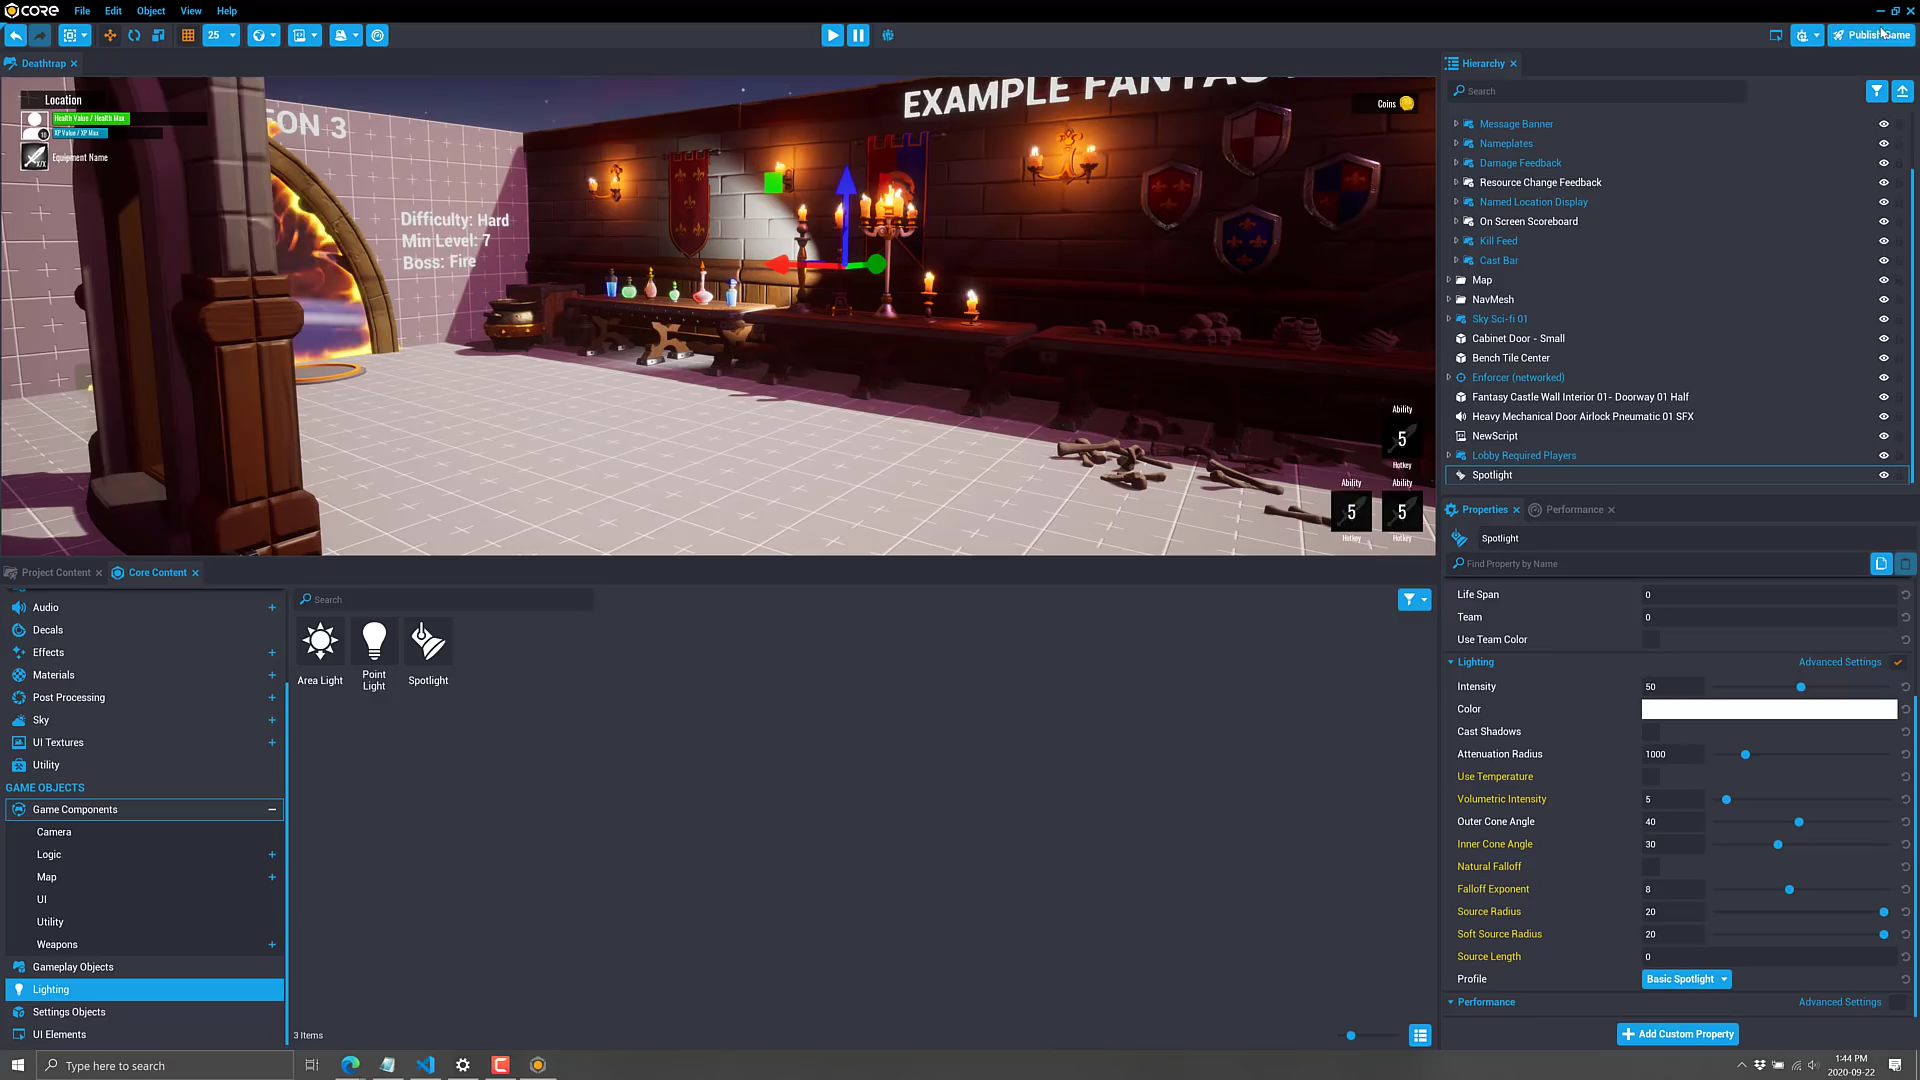 CORE
File
Edit
Object
View
Help
25
Deathtrap
Location
Health Value / Health Max
XP Value / XP Max
10
X/X
Equipment Name
SON 3
Difficulty: Hard
Min Level: 7
Boss: Fire
EXAMPLE FANTAS
Coins
Ability
5
Hotkey
Ability
5
Hotkey
Ability
5
Hotkey
Hierarchy
Search
Message Banner
Nameplates
Damage Feedback
Resource Change Feedback
Named Location Display
On Screen Scoreboard
Kill Feed
Cast Bar
Map
NavMesh
Sky Sci-fi 01
Cabinet Door - Small
Bench Tile Center
Enforcer (networked)
Fantasy Castle Wall Interior 01- Doorway 01 Half
Heavy Mechanical Door Airlock Pneumatic 01 SFX
NewScript
Lobby Required Players
Spotlight
Properties
Performance
Spotlight
Find Property by Name
Life Span 0
Team 0
Use Team Color
Lighting Advanced Settings
Intensity 50
Color
Cast Shadows
Attenuation Radius 1000
Use Temperature
Volumetric Intensity 5
Outer Cone Angle 40
Inner Cone Angle 30
Natural Falloff
Falloff Exponent 8
Source Radius 20
Soft Source Radius 20
Source Length 0
Profile Basic Spotlight
Performance Advanced Settings
Add Custom Property
Publish Game
Project Content
Core Content
Audio
Decals
Effects
Materials
Post Processing
Sky
UI Textures
Utility
GAME OBJECTS
Game Components
Camera
Logic
Map
UI
Utility
Weapons
Gameplay Objects
Lighting
Settings Objects
UI Elements
Search
Area Light
Point
Light
Spotlight
3 Items
Type here to search
1:44 PM
2020-09-22